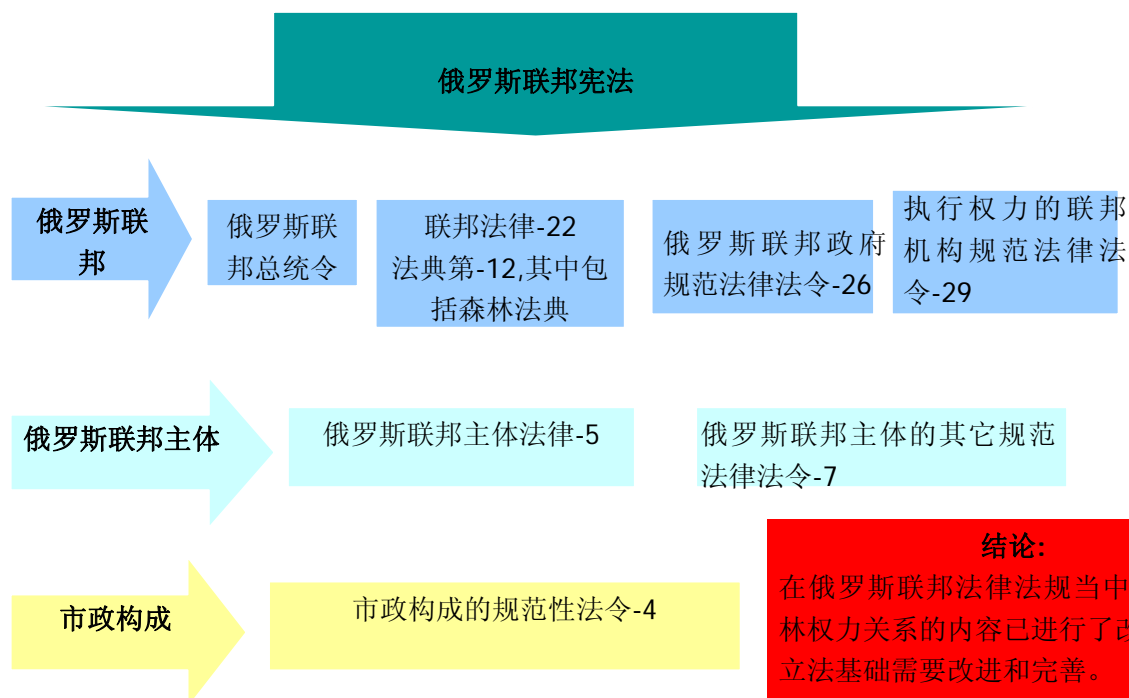 俄罗斯联邦宪法
俄罗斯联
邦
俄罗斯联
邦总统令
联邦法律-22
法典第-12,其中包
括森林法典
俄罗斯联邦政府
规范法律法令-26
执行权力的联邦
机构规范法律法
令-29
俄罗斯联邦主体
俄罗斯联邦主体法律-5
俄罗斯联邦主体的其它规范
法律法令-7
市政构成
市政构成的规范性法令-4
结论:
在俄罗斯联邦法律法规当中
林权力关系的内容已进行了
立法基础需要改进和完善。